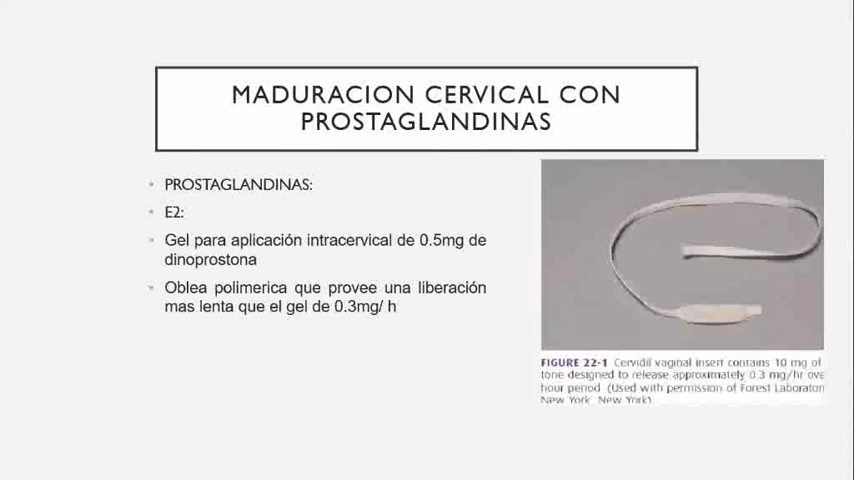 MADURACION CERVICAL CON
PROSTAGLANDINAS
PROSTAGLANDINAS:
E2:
Gel para aplicación intracervical de 0.5mg de
dinoprostona
Oblea polimerica que provee una liberación
mas lenta que el gel de 0.3mg/ h
FIGURE 22-1 Cervidil vaginal insert contains 10 mg of
tone designed to release approximately 0.3 mg/hr ove
hour period. (Used with permission of Forest Laboraton
New York, New York)